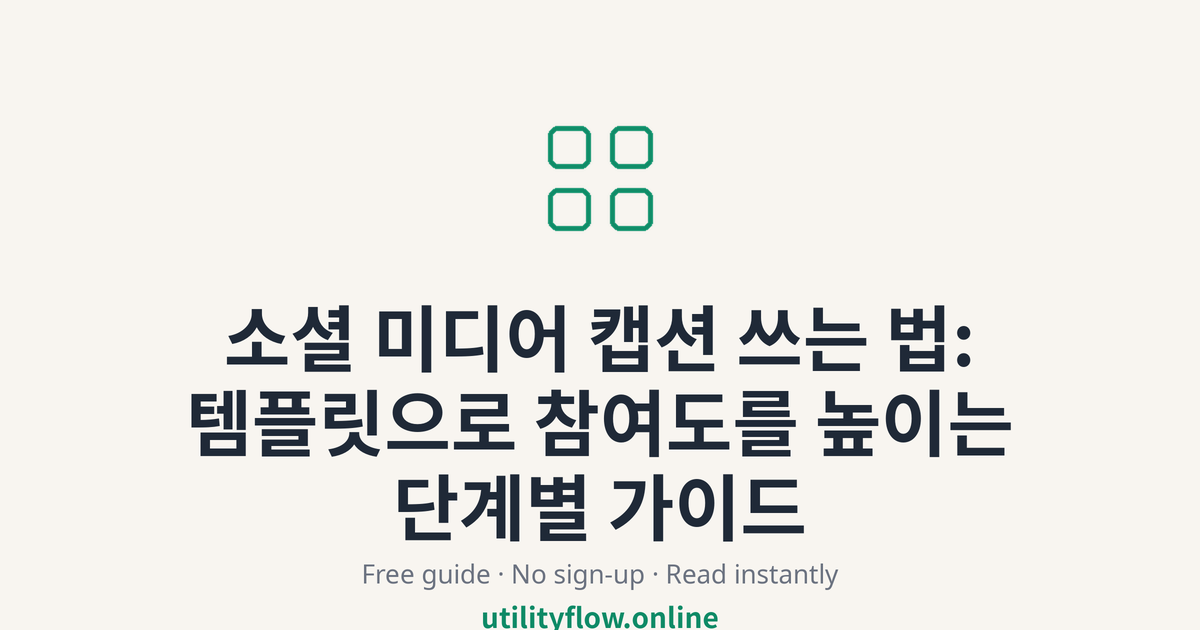 소셜 미디어 캡션 쓰는 법:
템플릿으로 참여도를 높이는
단계별 가이드
Free guide · No sign-up · Read instantly
utilityflow.online